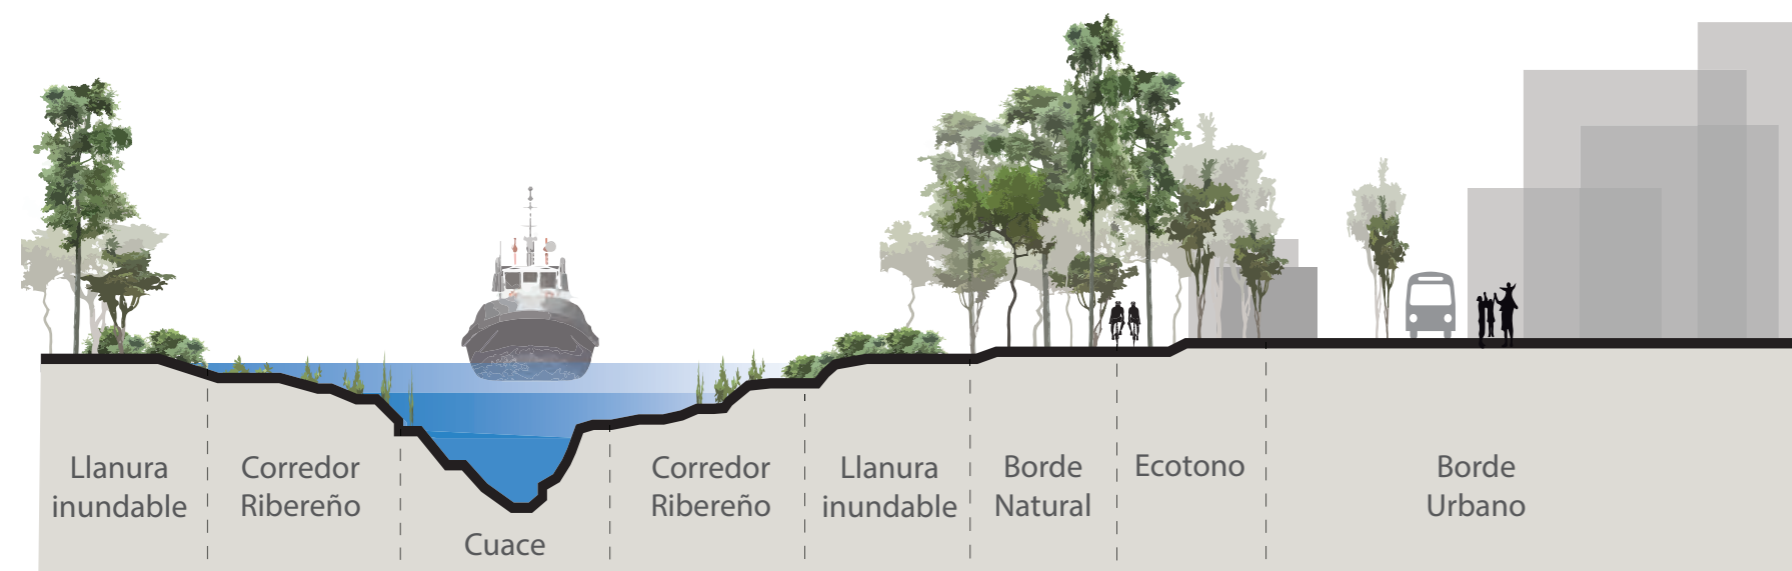 Llanura
inundable
Corredor
Ribereño
Cuace
Corredor
Ribereño
Llanura
inundable
Borde
Natural
Ecotono
Borde
Urbano